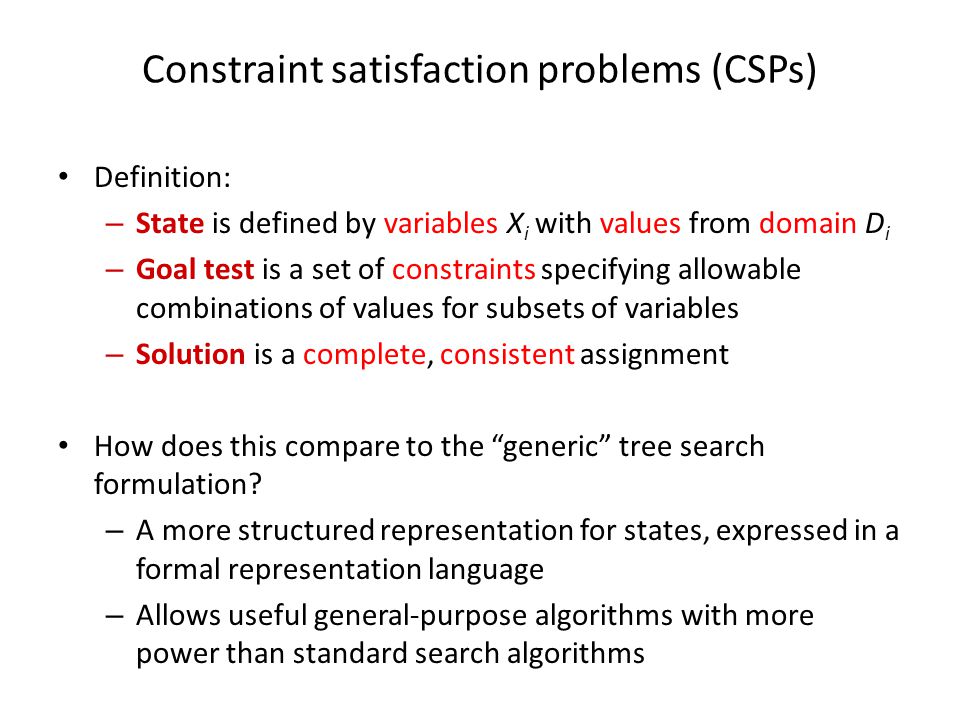 Constraint satisfaction problems (CSPs)
• Definition:
– State is defined by variables Xi with values from domain Di
– Goal test is a set of constraints specifying allowable
combinations of values for subsets of variables
– Solution is a complete, consistent assignment
• How does this compare to the “generic” tree search
formulation?
– A more structured representation for states, expressed in a
formal representation language
– Allows useful general-purpose algorithms with more
power than standard search algorithms